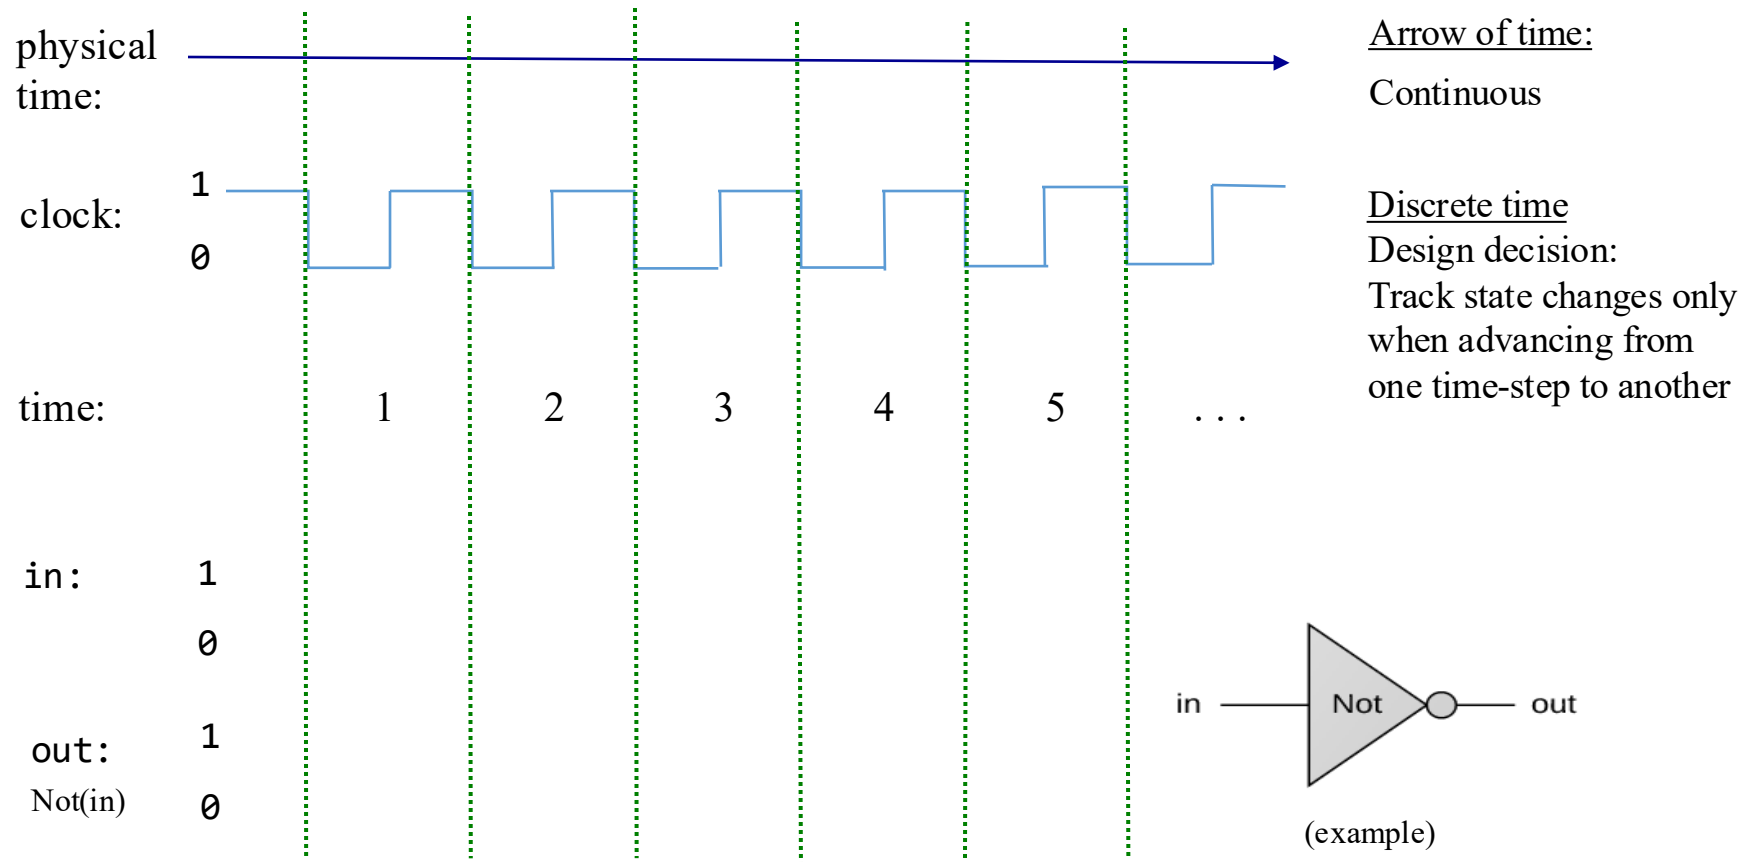 physical
time:
Arrow of time:
Continuous
clock:
1
0
Discrete time
Design decision:
Track state changes only
when advancing from
one time-step to another
time:
1 2 3 4 5 . . .
in:
1
0
out:
Not(in)
1
0
in Not out
(example)